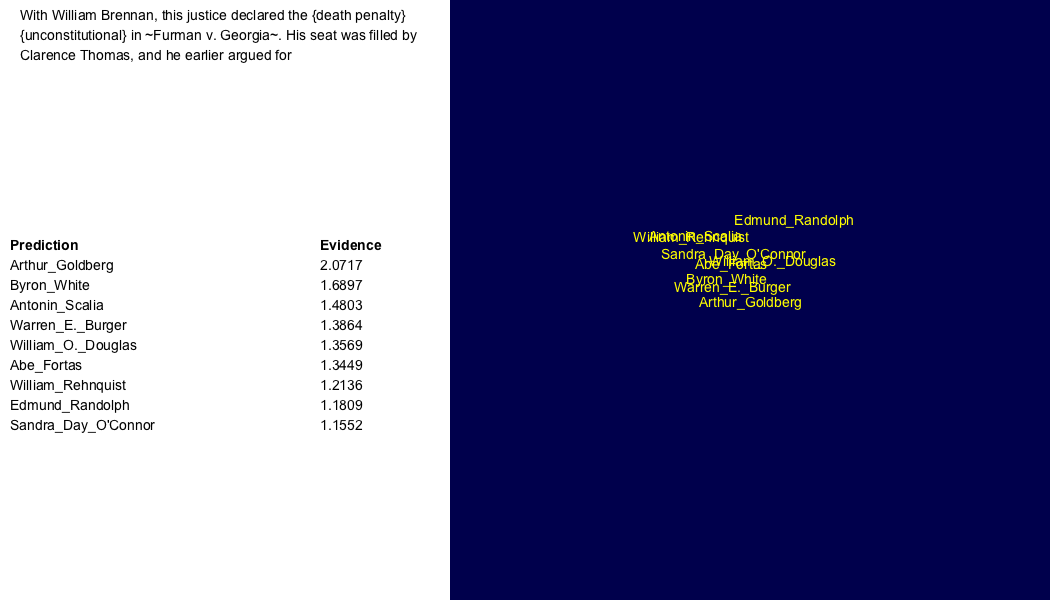 With William Brennan, this justice declared the {death penalty}
{unconstitutional} in ~Furman v. Georgia~. His seat was filled by
Clarence Thomas, and he earlier argued for
Prediction Evidence
Arthur_Goldberg 2.0717
Byron_White 1.6897
Antonin_Scalia 1.4803
Warren_E._Burger 1.3864
William_O._Douglas 1.3569
Abe_Fortas 1.3449
William_Rehnquist 1.2136
Edmund_Randolph 1.1809
Sandra_Day_O'Connor 1.1552
Edmund_Randolph
Antonin_Scalia
William_Rehnquist
Sandra_Day_O'Connor
William_O._Douglas
Abe_Fortas
Byron_White
Warren_E._Burger
Arthur_Goldberg